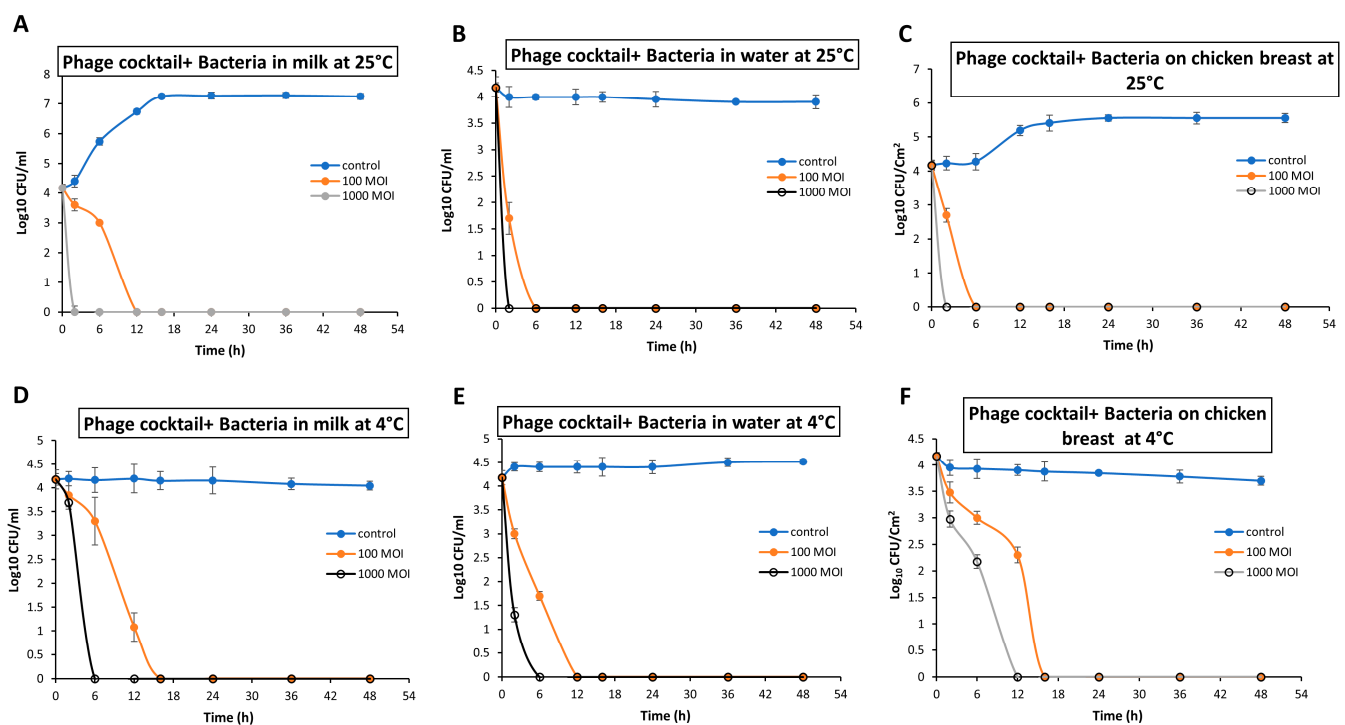 A
Phage cocktail+ Bacteria in milk at 25°C
8
7
6
5
4
3
2
1
0
Log10 CFU/ml
0 6 12 18 24 30 36 42 48 54
Time (h)
control
100 MOI
1000 MOI
B
Phage cocktail+ Bacteria in water at 25°C
4.5
4
3.5
3
2.5
2
1.5
1
0.5
0
Log10 CFU/ml
0 6 12 18 24 30 36 42 48 54
Time (h)
control
100 MOI
1000 MOI
C
Phage cocktail+ Bacteria on chicken breast at
25°C
7
6
5
4
3
2
1
0
Log10 CFU/Cm²
0 6 12 18 24 30 36 42 48 54
Time (h)
control
100 MOI
1000 MOI
D
Phage cocktail+ Bacteria in milk at 4°C
5
4.5
4
3.5
3
2.5
2
1.5
1
0.5
0
Log10 CFU/ml
0 6 12 18 24 30 36 42 48 54
Time (h)
control
100 MOI
1000 MOI
E
Phage cocktail+ Bacteria in water at 4°C
5
4.5
4
3.5
3
2.5
2
1.5
1
0.5
0
Log10 CFU/ml
0 6 12 18 24 30 36 42 48 54
Time (h)
control
100 MOI
1000 MOI
F
Phage cocktail+ Bacteria on chicken
breast at 4°C
4.5
4
3.5
3
2.5
2
1.5
1
0.5
0
Log₁₀ CFU/Cm²
0 6 12 18 24 30 36 42 48 54
Time (h)
control
100 MOI
1000 MOI